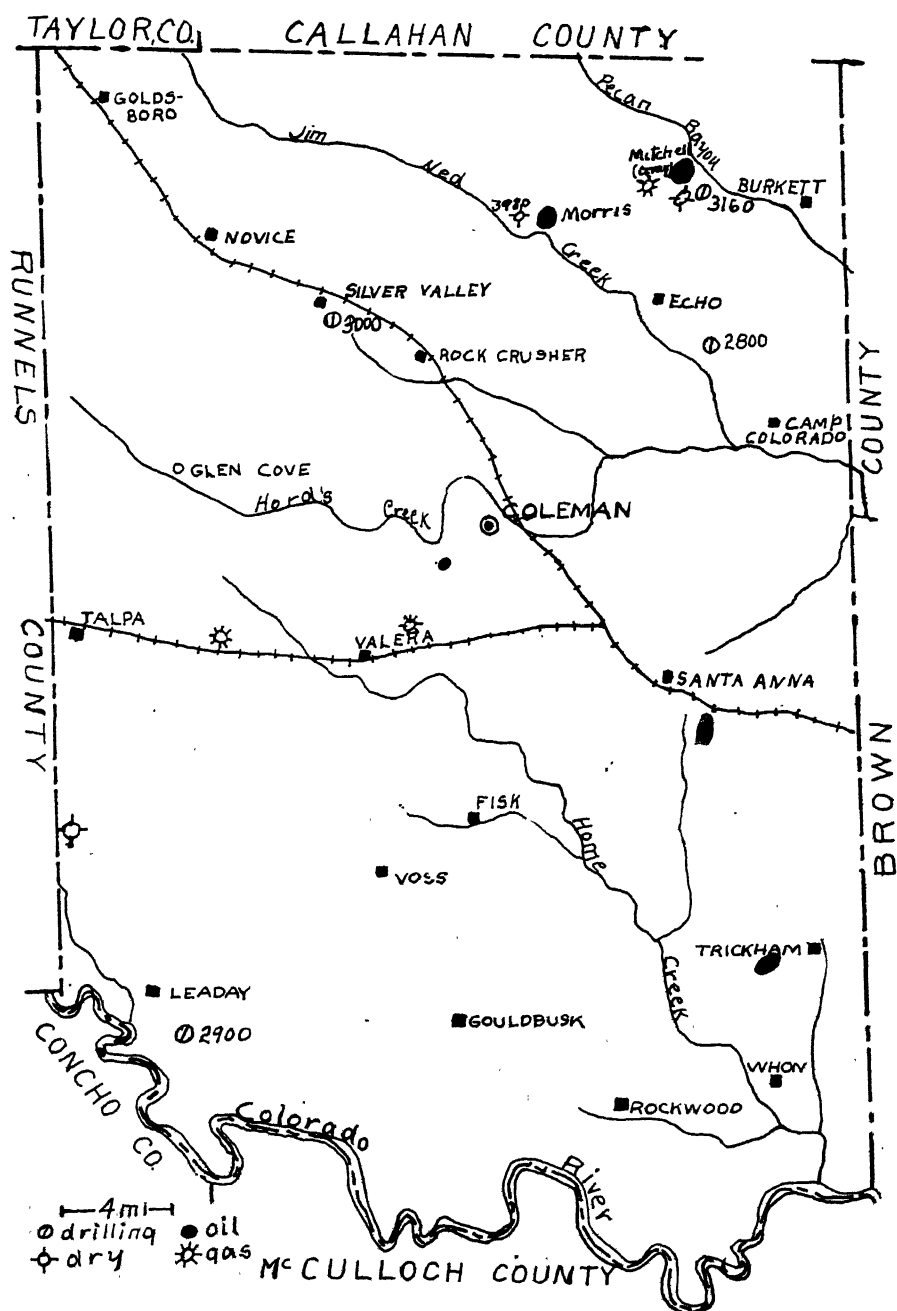 TAYLOR, CO.
CALLAHAN COUNTY
GOLDS-
BORO
Pecan
Bayou
Jim
Ned
Creek
Mitchell
BURKETT
3160
3980
MORRIS
NOVICE
RUNNELS
COUNTY
SILVER VALLEY
3000
ECHO
ROCK CRUSHER
2800
CAMP
COLORADO
COUNTY
BROWN
GLEN COVE
Hord's
Creek
COLEMAN
TALPA
VALERA
SANTA ANNA
FISK
Home
Creek
VOSS
TRICKHAM
LEADAY
2900
GOULDBUSK
WHON
ROCKWOOD
CONCHO
CO.
Colorado
River
4 mi
drilling
oil
dry
gas
McCULLOCH COUNTY